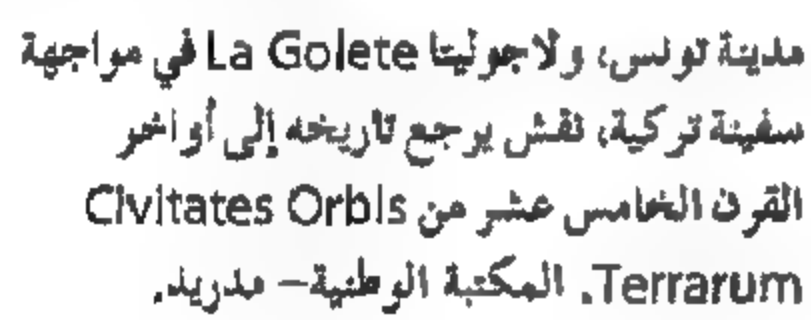 مدينة تونس، ولاجوليتا La Golete في مواجهة
سفينة تركية، نقش يرجع تاريخه إلى أواخر
القرن الخامس عشر من Civitates Orbis
Terrarum. المكتبة الوطنية– مدريد.